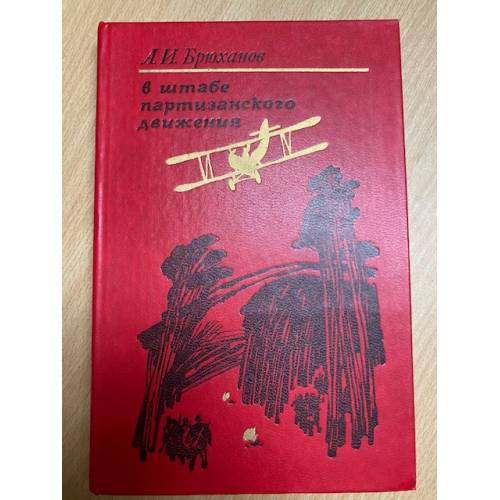 А.И.Брюханов
в штабе
партизанского
движения